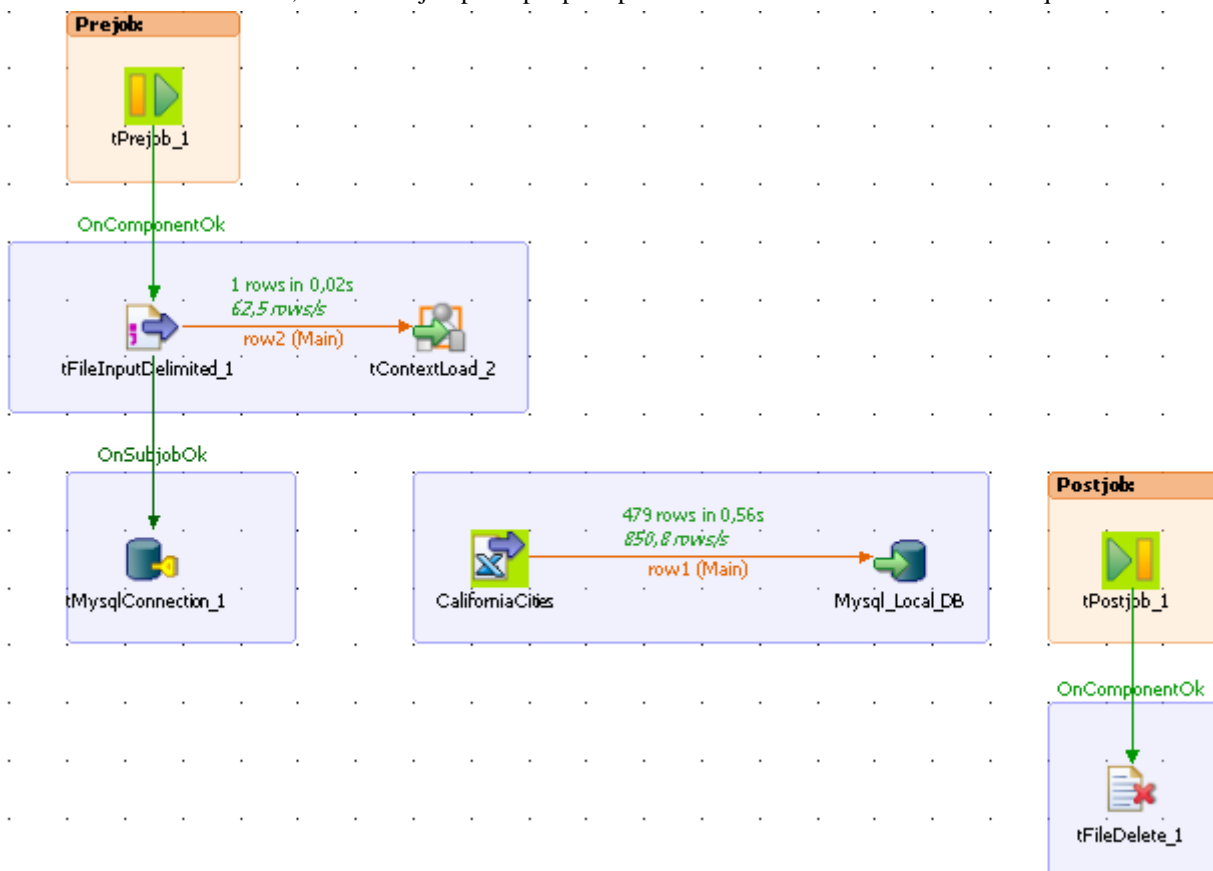 Prejob:
tPrejob_1
OnComponentOk
1 rows in 0,02s
62,5 rows/s
row2 (Main)
tFileInputDelimited_1
tContextLoad_2
OnSubjobOk
Postjob:
479 rows in 0,56s
850,8 rows/s
row1 (Main)
tMysqlConnection_1
CaliforniaCities
Mysql_Local_DB
tPostjob_1
OnComponentOk
tFileDelete_1